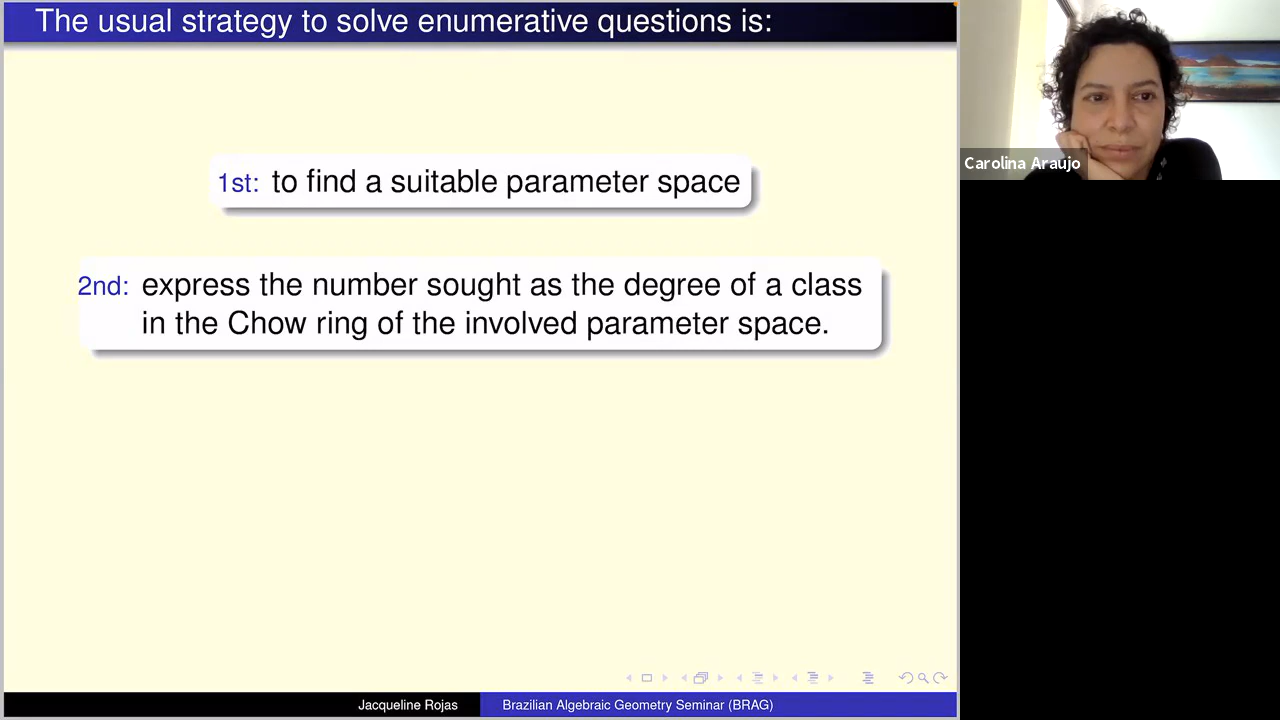 The usual strategy to solve enumerative questions is:
1st: to find a suitable parameter space
2nd: express the number sought as the degree of a class
in the Chow ring of the involved parameter space.
Carolina Araujo
Jacqueline Rojas
Brazilian Algebraic Geometry Seminar (BRAG)